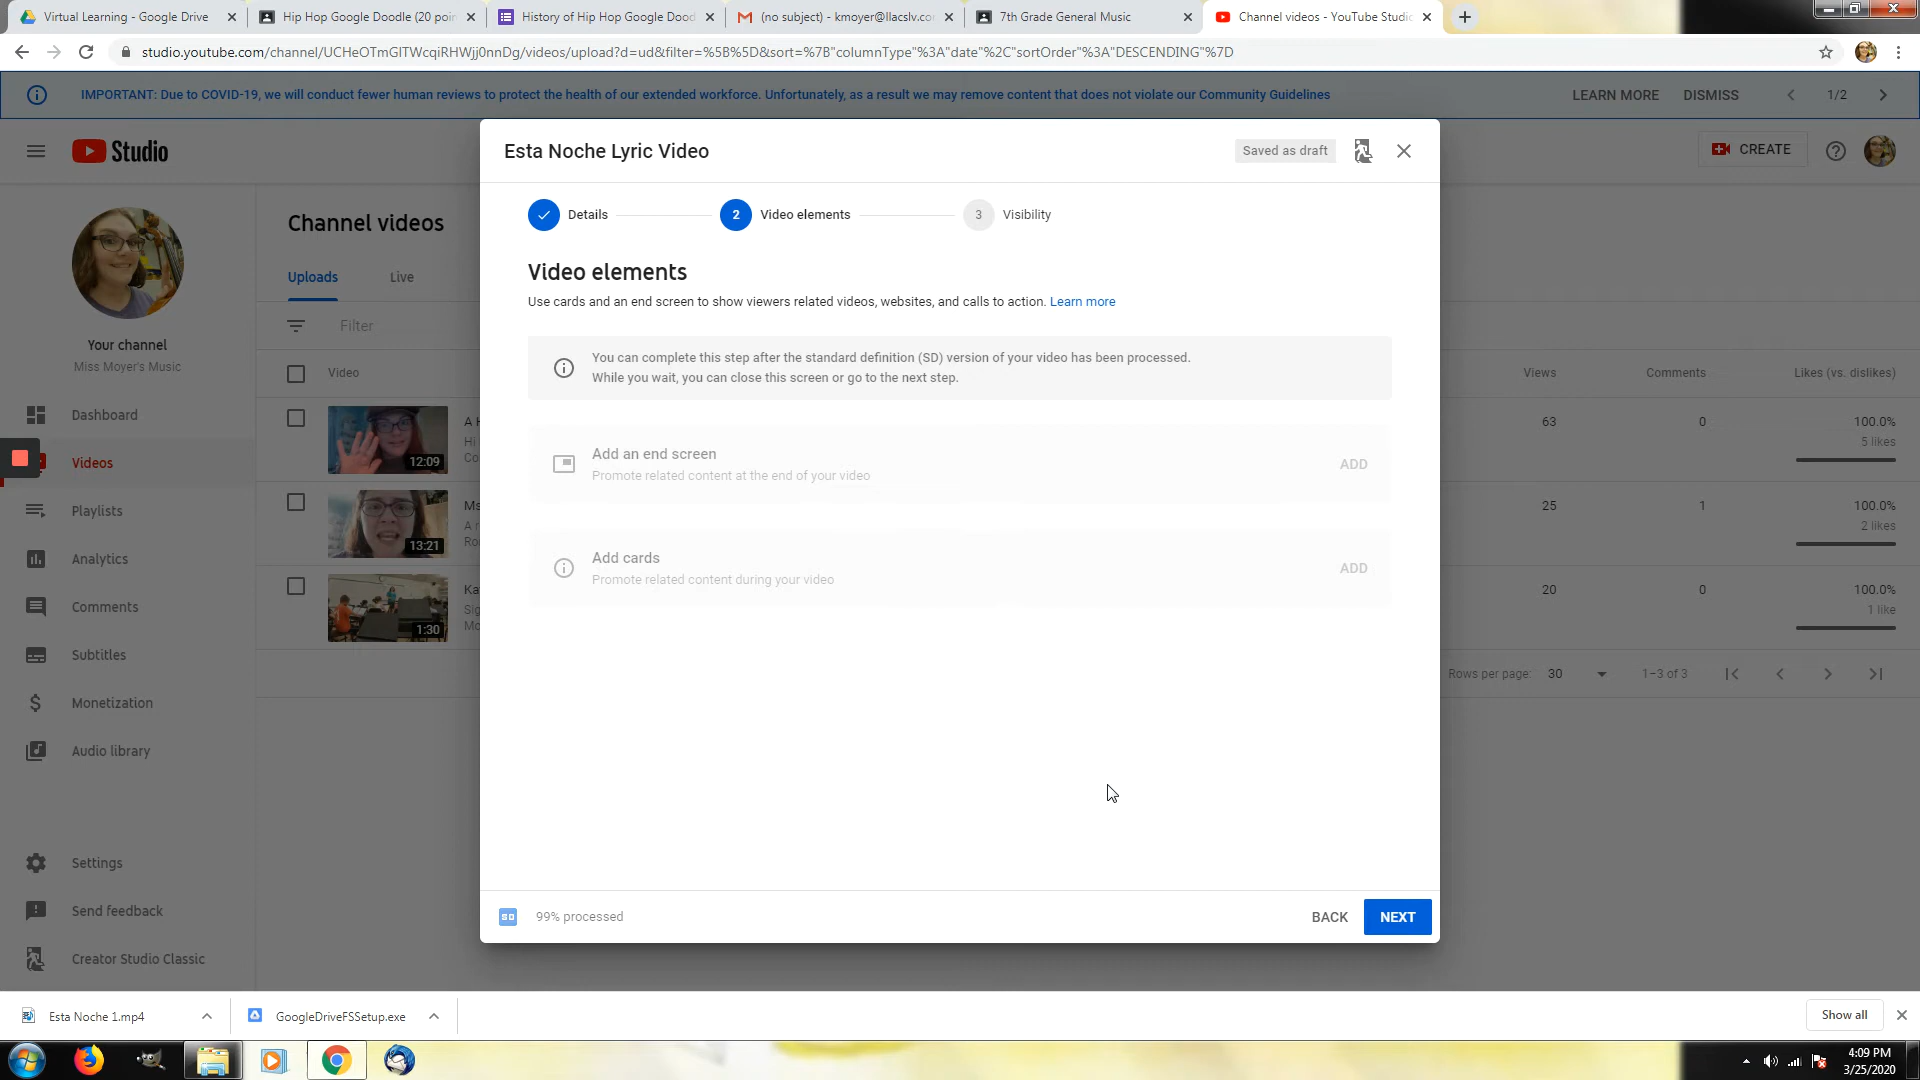 Virtual Learning - Google Drive
Hip Hop Google Doodle (20 poin
History of Hip Hop Google Dood
(no subject) - kmoyer@llacslv.co
7th Grade General Music
Channel videos - YouTube Studio
studio.youtube.com/channel/UCHeOTmGlTWcqiRHWjj0nnDg/videos/upload?d=ud&filter=%5B%5D&sort=%7B"columnType"%3A"date"%2C"sortOrder"%3A"DESCENDING"%7D
IMPORTANT: Due to COVID-19, we will conduct fewer human reviews to protect the health of our extended workforce. Unfortunately, as a result we may remove content that does not violate our Community Guidelines
LEARN MORE
DISMISS
1/2
Studio
CREATE
Your channel
Miss Moyer's Music
Dashboard
Videos
Playlists
Analytics
Comments
Subtitles
Monetization
Audio library
Settings
Send feedback
Creator Studio Classic
Channel videos
Uploads
Live
Filter
Video
Views
Comments
Likes (vs. dislikes)
12:09
A H
Hi
Co
63
0
100.0%
5 likes
13:21
Ms
A r
Ro
25
1
100.0%
2 likes
1:30
Ka
Sig
Mo
20
0
100.0%
1 like
Rows per page:
30
1–3 of 3
Esta Noche Lyric Video
Saved as draft
Details
2
Video elements
3
Visibility
Video elements
Use cards and an end screen to show viewers related videos, websites, and calls to action. Learn more
You can complete this step after the standard definition (SD) version of your video has been processed.
While you wait, you can close this screen or go to the next step.
Add an end screen
Promote related content at the end of your video
ADD
Add cards
Promote related content during your video
ADD
SD
99% processed
BACK
NEXT
Esta Noche 1.mp4
GoogleDriveFSSetup.exe
Show all
4:09 PM
3/25/2020